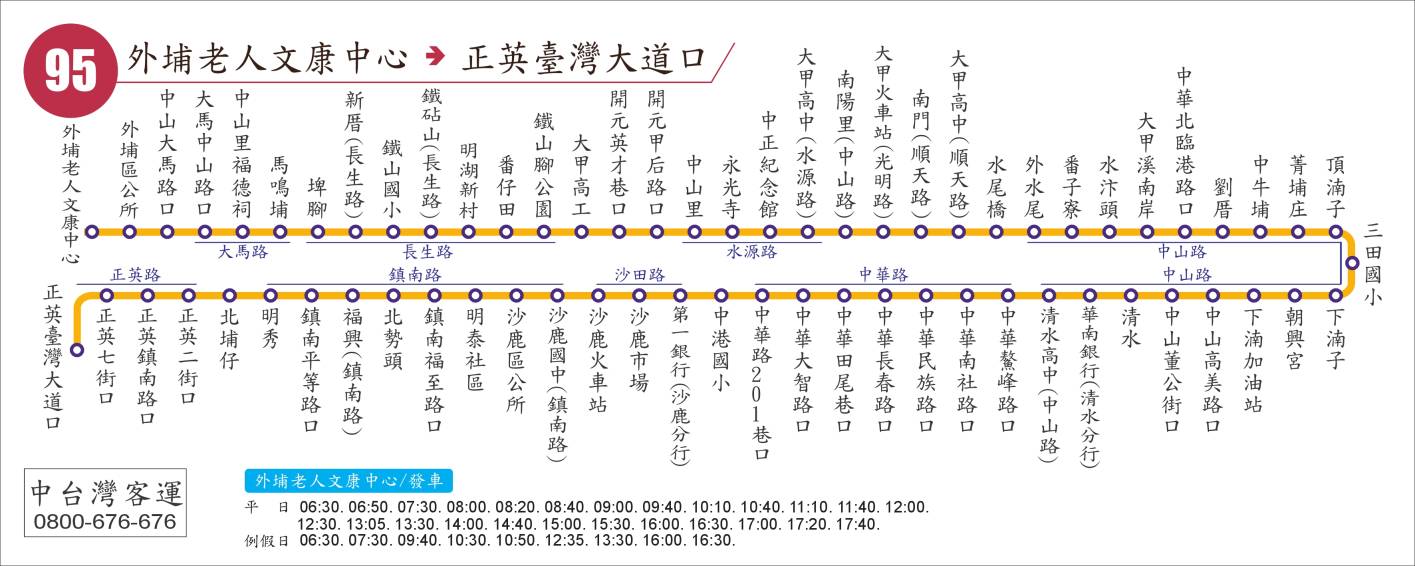 95
外埔老人文康中心 ➔ 正英臺灣大道口
外埔老人文康中心
外埔區公所
中山大馬路口
大馬中山路口
中山里福德祠
馬鳴埔
埤腳
新厝(長生路)
鐵山國小
鐵砧山(長生路)
明湖新村
番仔田
鐵山腳公園
大甲高工
開元英才巷口
開元甲后路口
中山里
永光寺
中正紀念館
大甲高中(水源路)
南陽里(中山路)
大甲火車站(光明路)
南門(順天路)
大甲高中(順天路)
水尾橋
外水尾
番子寮
水汴頭
大甲溪南岸
中華北臨港路口
劉厝
中牛埔
菁埔庄
頂湳子
三田國小
大馬路
長生路
水源路
中山路
正英路
鎮南路
沙田路
中華路
中山路
正英臺灣大道口
正英七街口
正英鎮南路口
正英二街口
北埔仔
明秀
鎮南平等路口
福興(鎮南路)
北勢頭
鎮南福至路口
明泰社區
沙鹿區公所
沙鹿國中(鎮南路)
沙鹿火車站
沙鹿市場
第一銀行(沙鹿分行)
中港國小
中華路201巷口
中華大智路口
中華田尾巷口
中華長春路口
中華民族路口
中華南社路口
中華鰲峰路口
清水高中(中山路)
華南銀行(清水分行)
清水
中山董公街口
中山高美路口
下湳加油站
朝興宮
下湳子
中台灣客運
0800-676-676
外埔老人文康中心/發車
平 日 06:30. 06:50. 07:30. 08:00. 08:20. 08:40. 09:00. 09:40. 10:10. 10:40. 11:10. 11:40. 12:00.
12:30. 13:05. 13:30. 14:00. 14:40. 15:00. 15:30. 16:00. 16:30. 17:00. 17:20. 17:40.
例假日 06:30. 07:30. 09:40. 10:30. 10:50. 12:35. 13:30. 16:00. 16:30.